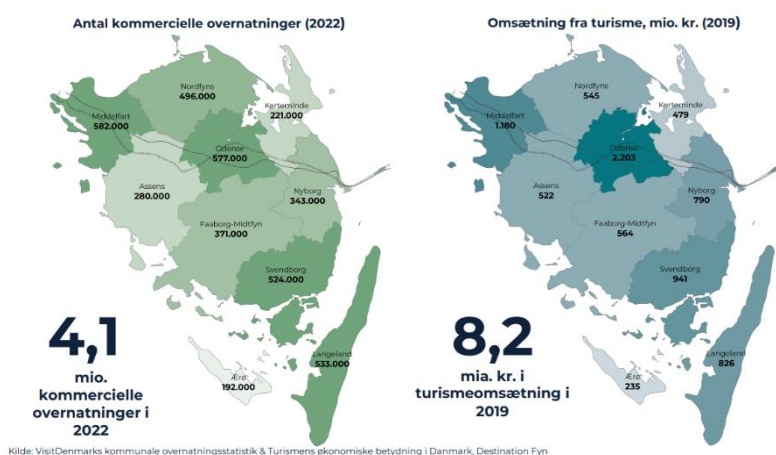 Antal kommercielle overnatninger (2022)
Nordfyns
496.000
Kerteminde
221.000
Middelfart
582.000
Odense
577.000
Assens
280.000
Nyborg
343.000
Faaborg-Midtfyn
371.000
Svendborg
524.000
Langeland
533.000
Ærø
192.000
4,1
mio.
kommercielle
overnatninger i
2022
Omsætning fra turisme, mio. kr. (2019)
Nordfyns
545
Kerteminde
479
Middelfart
1.180
Odense
2.203
Assens
522
Nyborg
790
Faaborg-Midtfyn
564
Svendborg
941
Langeland
826
Ærø
235
8,2
mia. kr. i
turismeomsætning i
2019
Kilde: VisitDenmarks kommunale overnatningsstatistik & Turismens økonomiske betydning i Danmark, Destination Fyn